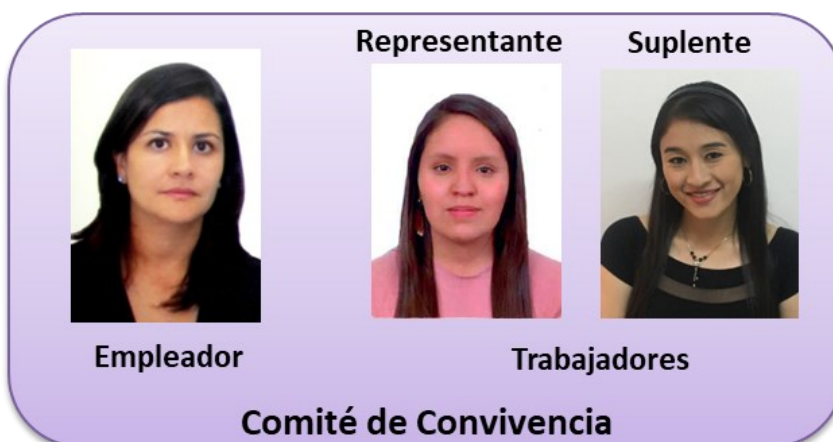 Representante Suplente
Empleador Trabajadores
Comité de Convivencia